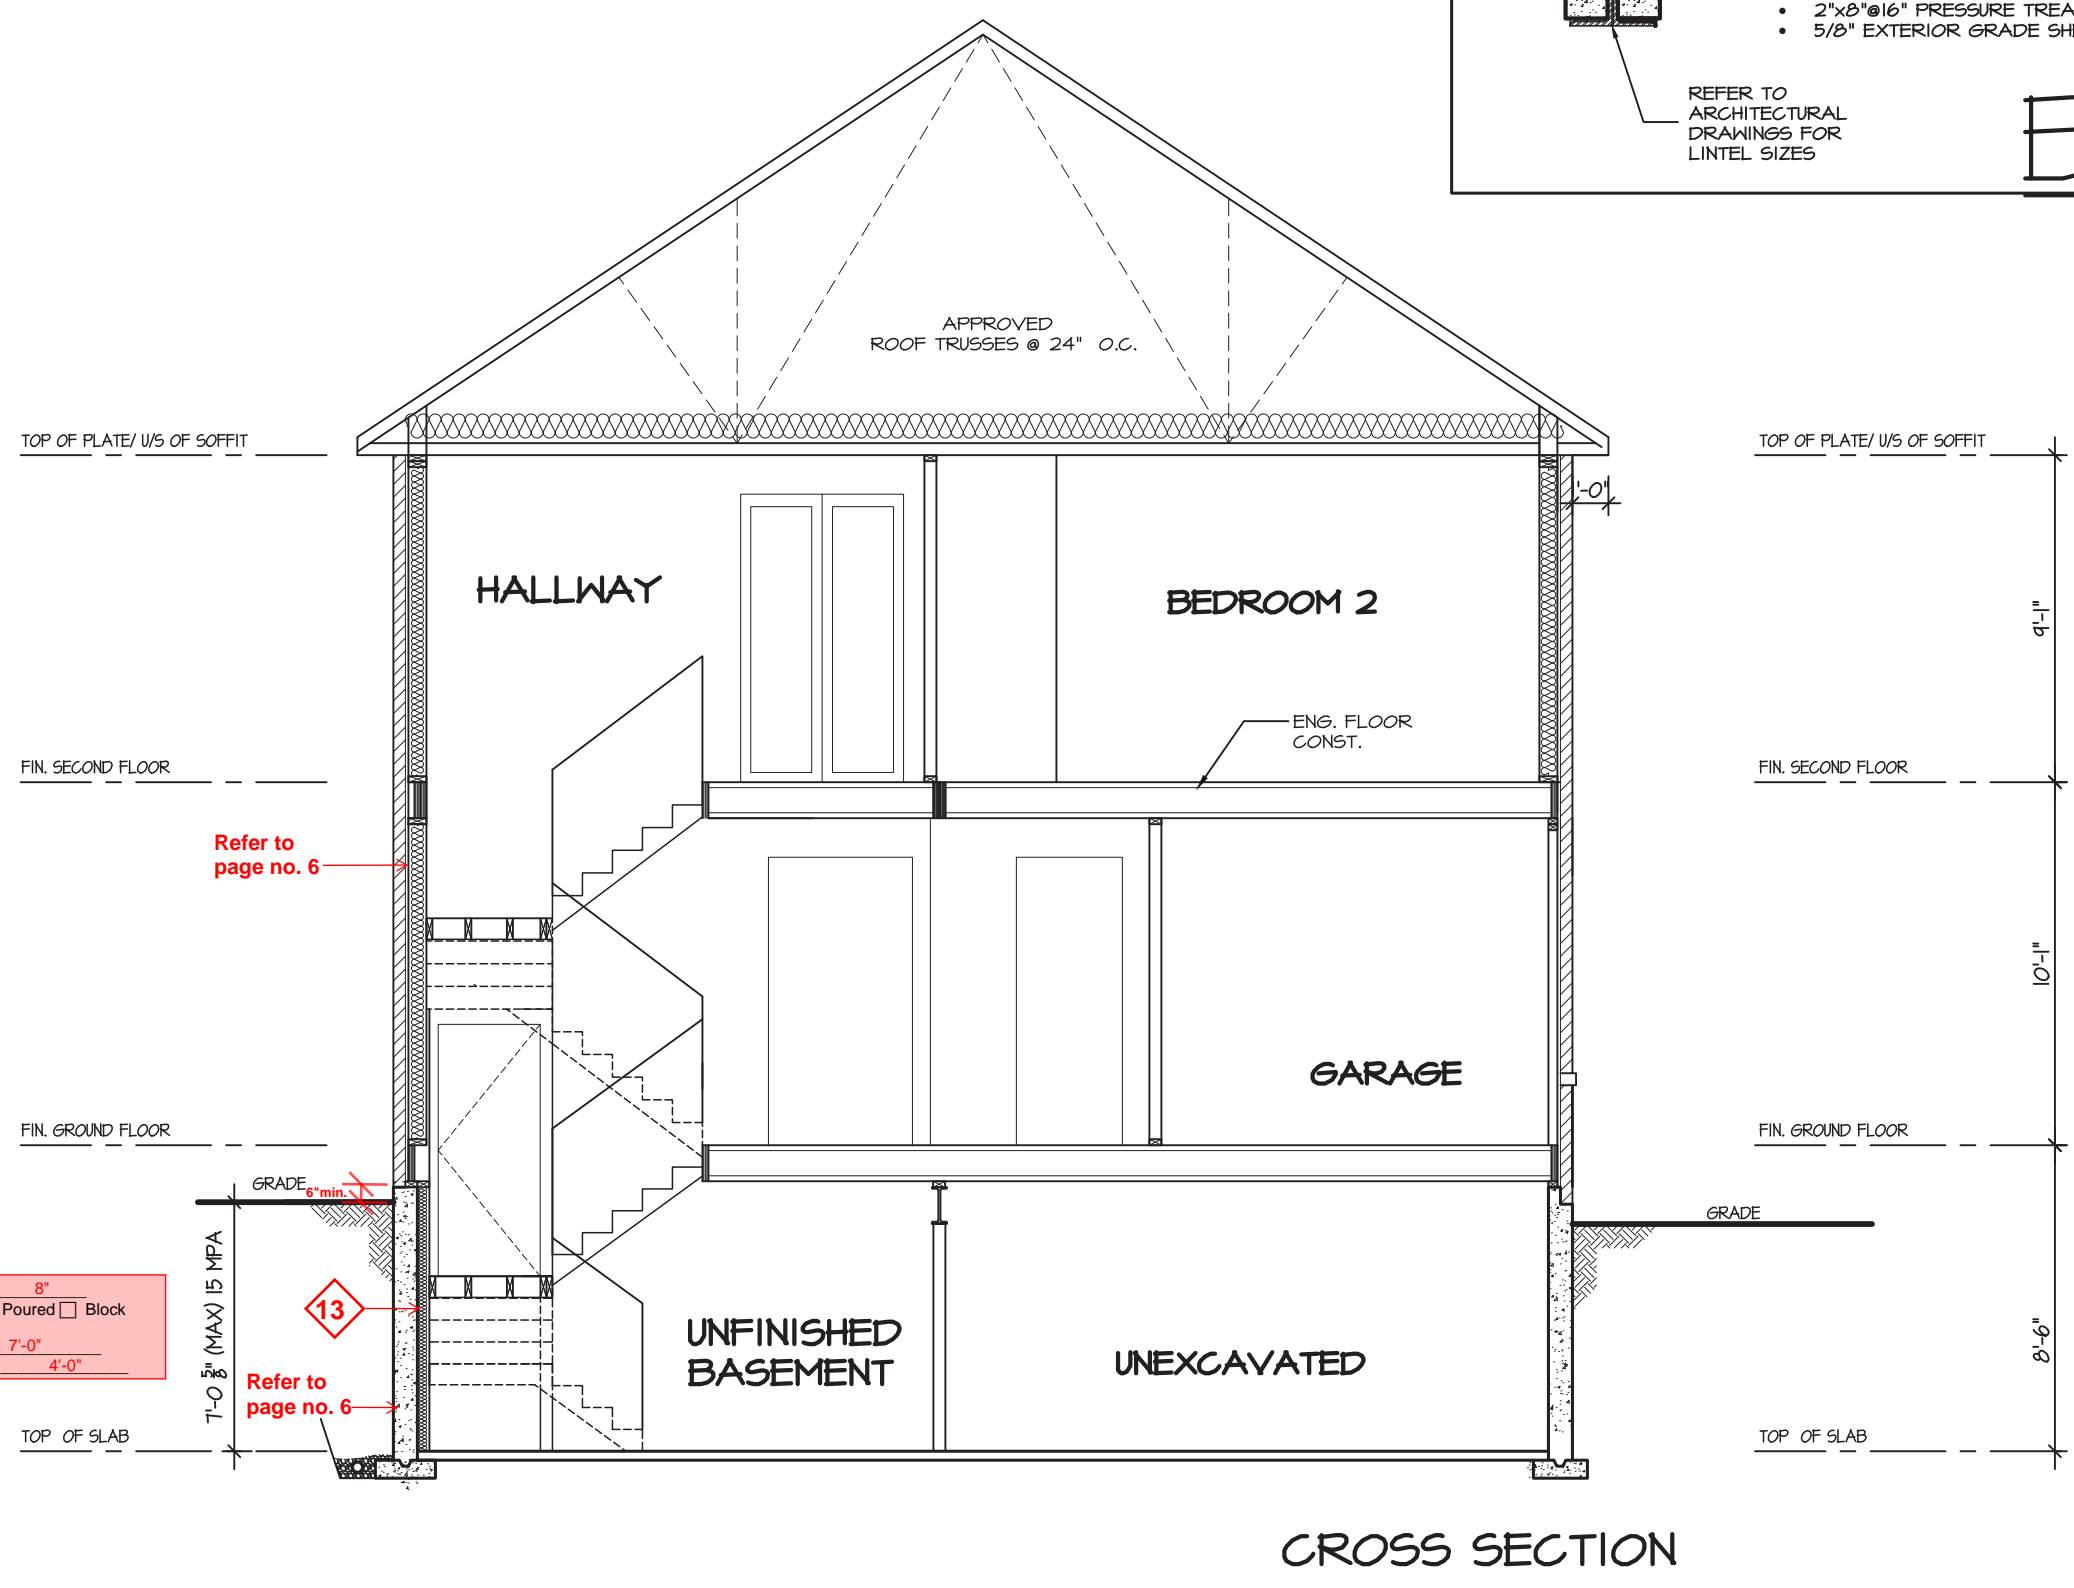 • 2"x8"@16" PRESSURE TREA
• 5/8" EXTERIOR GRADE SH
REFER TO
ARCHITECTURAL
DRAWINGS FOR
LINTEL SIZES
APPROVED
ROOF TRUSSES @ 24" O.C.
TOP OF PLATE/ U/S OF SOFFIT
TOP OF PLATE/ U/S OF SOFFIT
'-0"
HALLWAY
BEDROOM 2
9'-1"
ENG. FLOOR
CONST.
FIN. SECOND FLOOR
FIN. SECOND FLOOR
Refer to
page no. 6
10'-1"
GARAGE
FIN. GROUND FLOOR
FIN. GROUND FLOOR
GRADE
6"min.
GRADE
7'-0 5/8" (MAX) 15 MPA
8"
Poured □ Block
7'-0"
4'-0"
13
UNFINISHED
BASEMENT
UNEXCAVATED
8'-6"
Refer to
page no. 6
TOP OF SLAB
TOP OF SLAB
CROSS SECTION